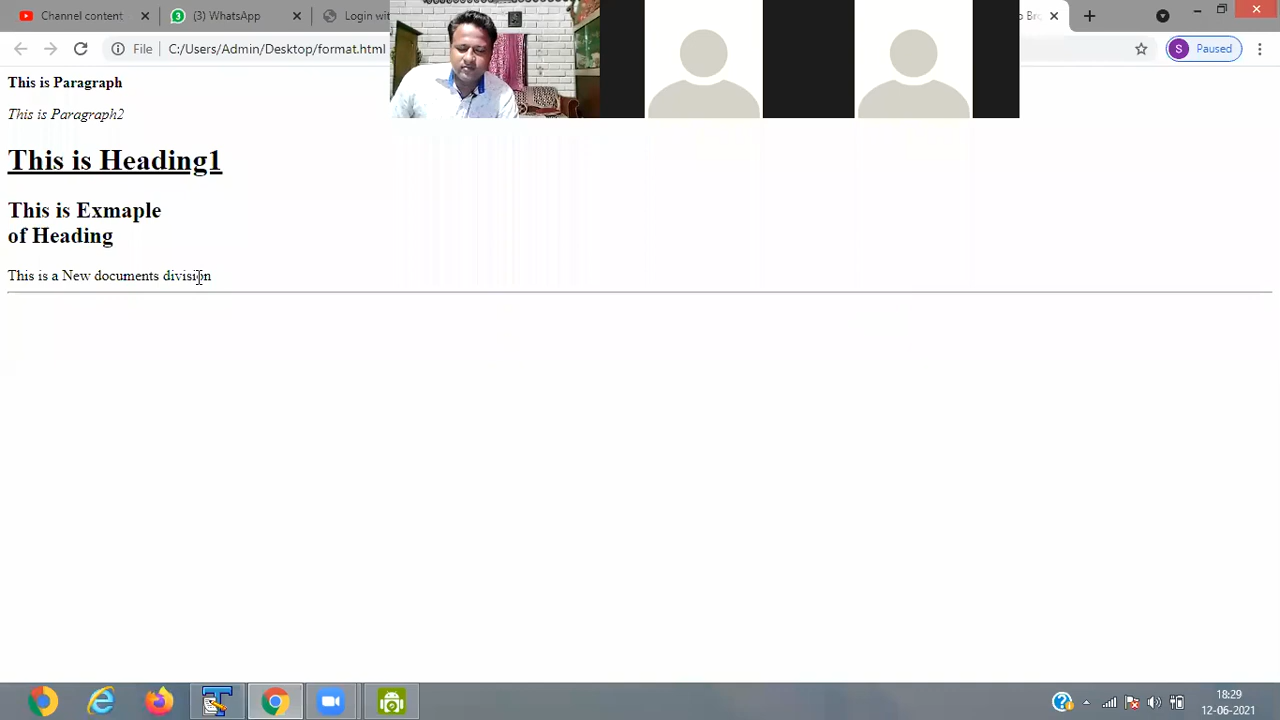 Channel content
3
Login wit
File
C:/Users/Admin/Desktop/format.html
S
Paused
This is Paragraph
This is Paragraph2
This is Heading1
This is Exmaple
of Heading
This is a New documents division
18:29
12-06-2021